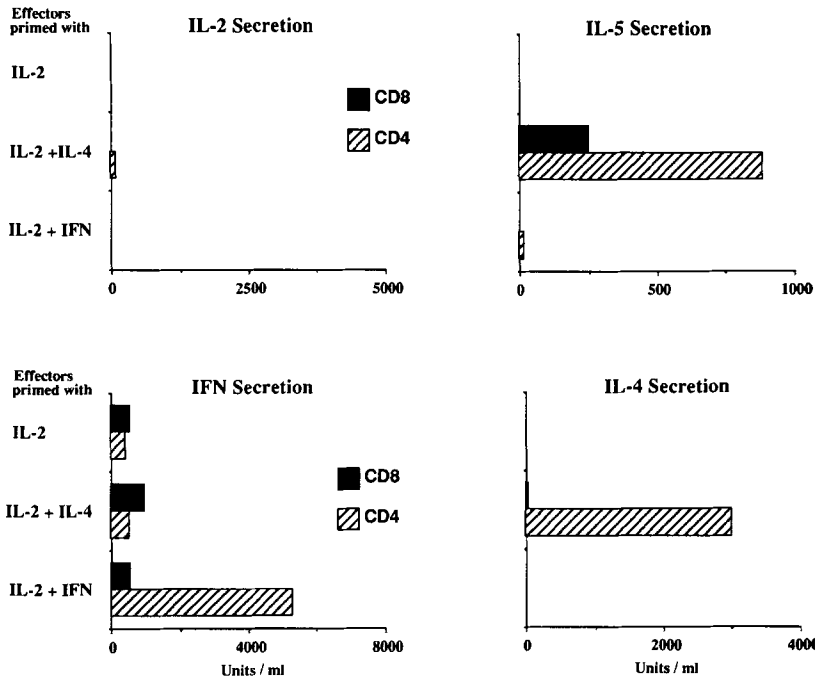 Effectors
primed with
IL-2 Secretion
IL-2
IL-2 +IL-4
IL-2 + IFN
CD8
CD4
0 2500 5000
IL-5 Secretion
0 500 1000
Effectors
primed with
IFN Secretion
IL-2
IL-2 + IL-4
IL-2 + IFN
CD8
CD4
0 4000 8000
Units / ml
IL-4 Secretion
0 2000 4000
Units / ml